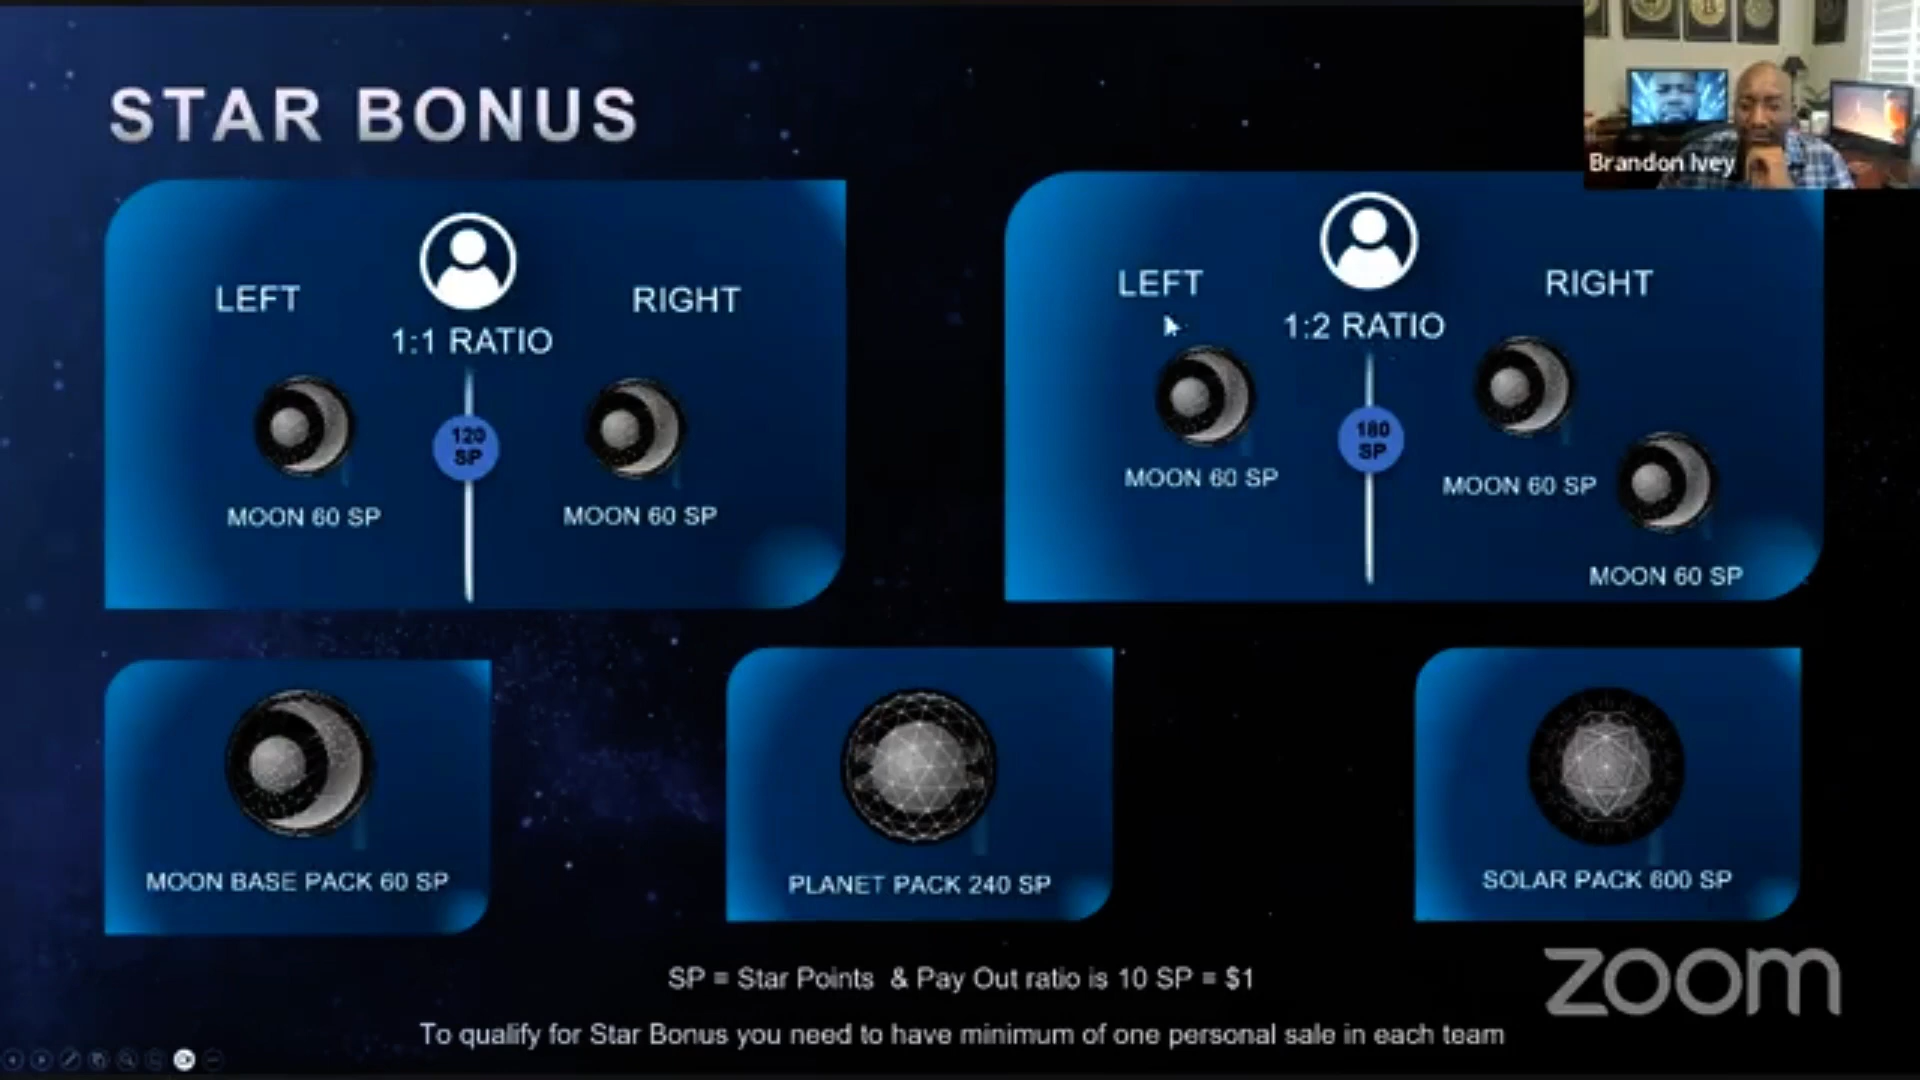 STAR BONUS
Brandon Ivey
LEFT
RIGHT
1:1 RATIO
120
SP
MOON 60 SP
MOON 60 SP
LEFT
RIGHT
1:2 RATIO
180
SP
MOON 60 SP
MOON 60 SP
MOON 60 SP
MOON BASE PACK 60 SP
PLANET PACK 240 SP
SOLAR PACK 600 SP
SP = Star Points & Pay Out ratio is 10 SP = $1
To qualify for Star Bonus you need to have minimum of one personal sale in each team
zoom